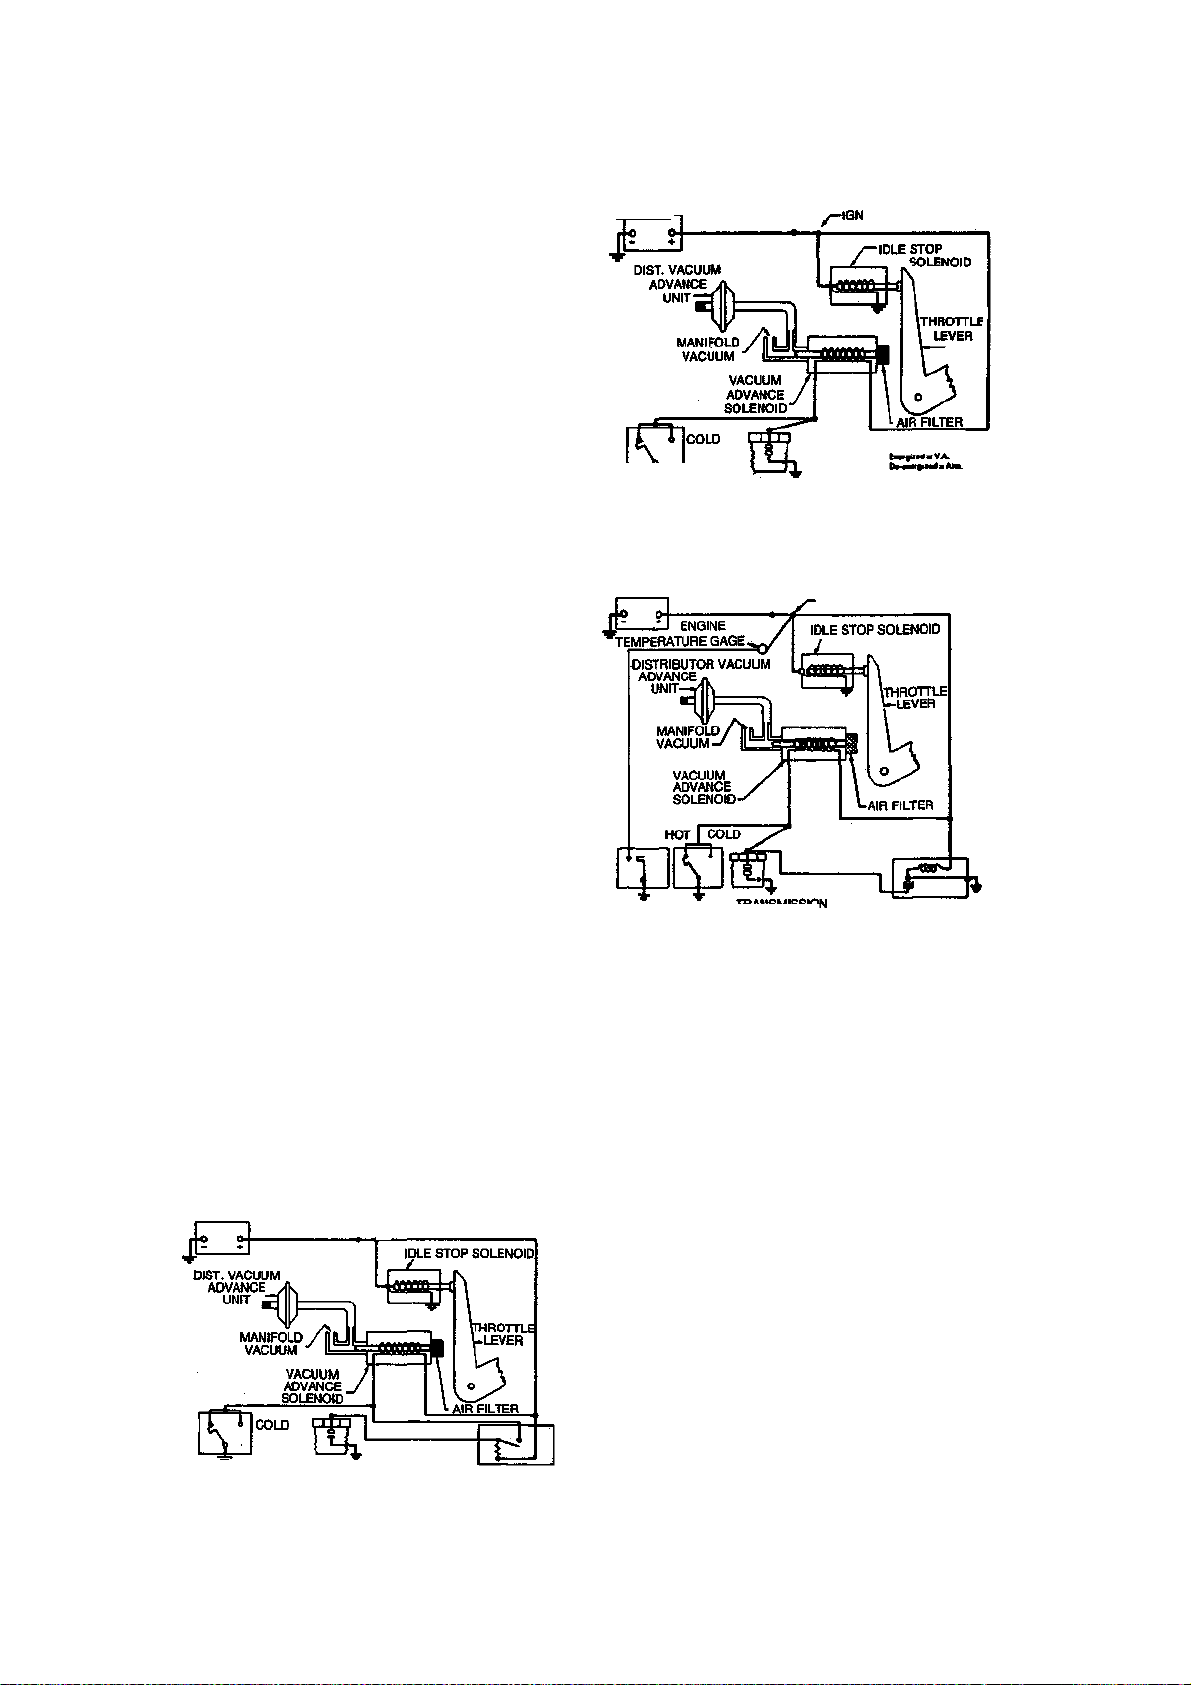 IGN
IDLE STOP
SOLENOID
DIST. VACUUM
ADVANCE
UNIT
MANIFOLD
VACUUM
THROTTLE
LEVER
VACUUM
ADVANCE
SOLENOID
AIR FILTER
COLD
Energized = V.A.
De-energized = Atm.
ENGINE
TEMPERATURE GAGE
IDLE STOP SOLENOID
DISTRIBUTOR VACUUM
ADVANCE
UNIT
THROTTLE
LEVER
MANIFOLD
VACUUM
VACUUM
ADVANCE
SOLENOID
AIR FILTER
HOT COLD
TRANSMISSION
IDLE STOP SOLENOID
DIST. VACUUM
ADVANCE
UNIT
MANIFOLD
VACUUM
THROTTLE
LEVER
VACUUM
ADVANCE
SOLENOID
AIR FILTER
COLD